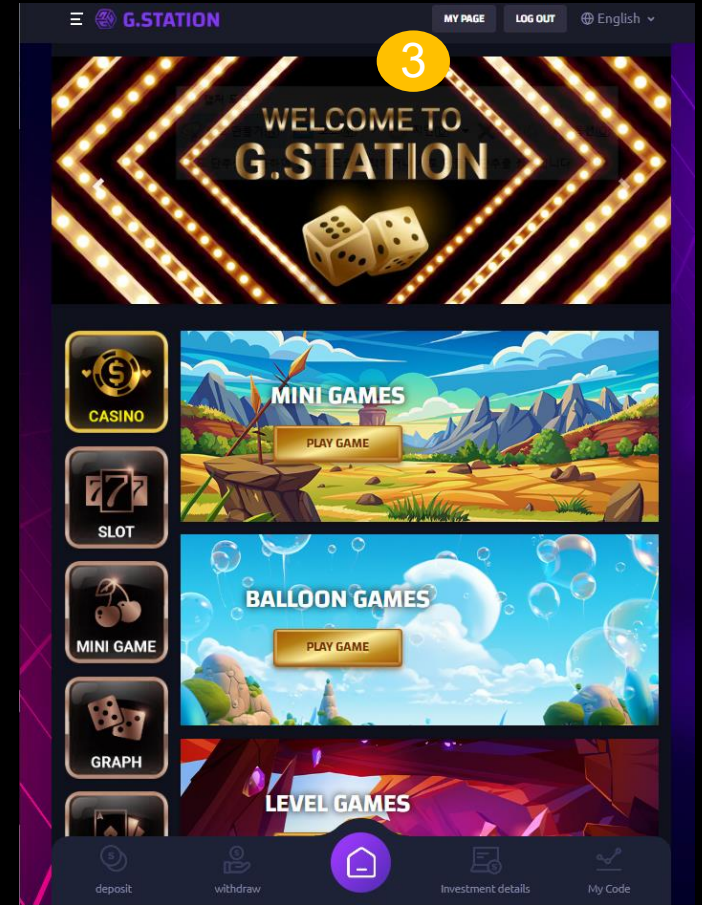 G.STATION
MY PAGE
LOG OUT
English
3
WELCOME TO
G.STATION
CASINO
MINI GAMES
PLAY GAME
777
SLOT
BALLOON GAMES
PLAY GAME
MINI GAME
GRAPH
LEVEL GAMES
deposit
withdraw
Investment details
My Code